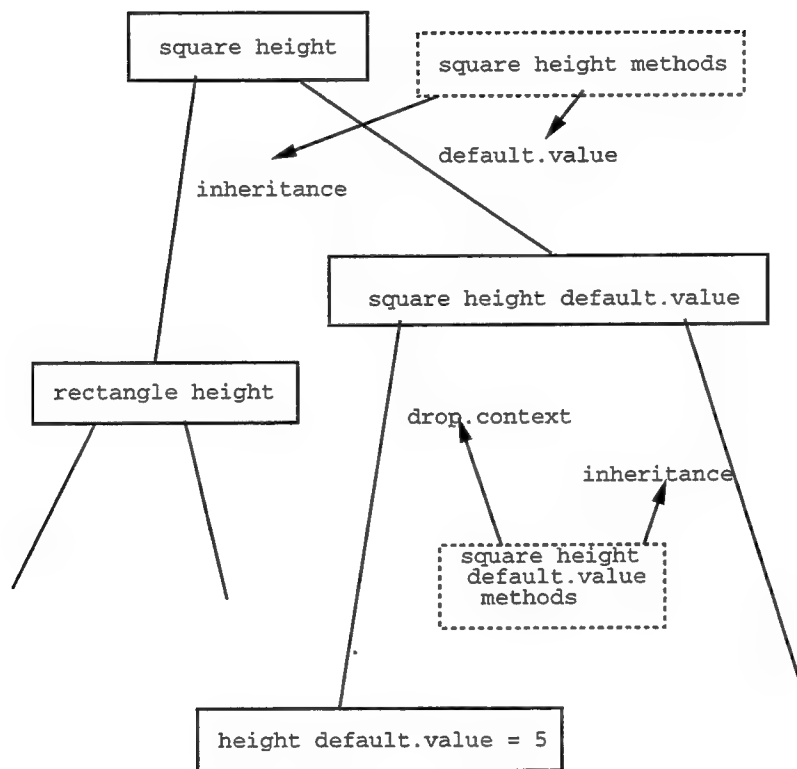 square height
square height methods
default.value
inheritance
square height default.value
rectangle height
drop.context
inheritance
square height
default.value
methods
height default.value = 5